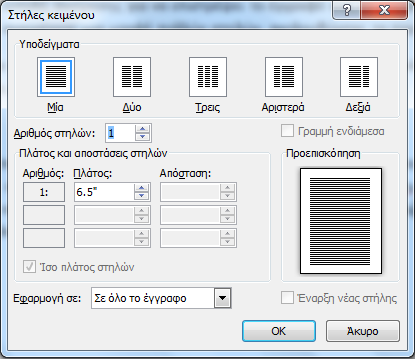 Στήλες κειμένου
Υποδείγματα
Μία Δύο Τρεις Αριστερά Δεξιά
Αριθμός στηλών: 1 Γραμμή ενδιάμεσα
Πλάτος και αποστάσεις στηλών Προεπισκόπηση
Αριθμός: Πλάτος: Απόσταση:
1: 6.5"
Ίσο πλάτος στηλών
Εφαρμογή σε: Σε όλο το έγγραφο Έναρξη νέας στήλης
OK Άκυρο